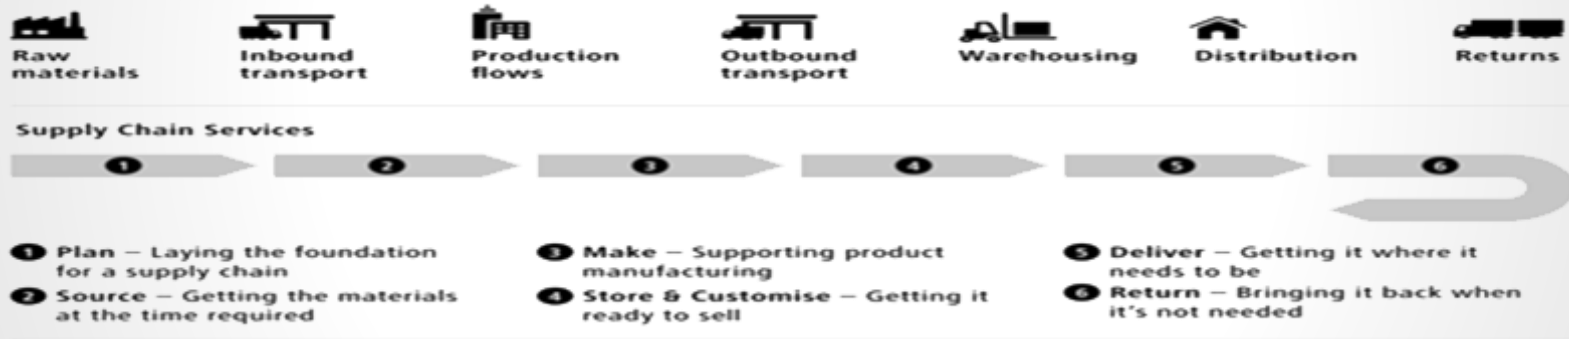 Raw
materials
Inbound
transport
Production
flows
Outbound
transport
Warehousing
Distribution
Returns
Supply Chain Services
1
2
3
4
5
6
1 Plan – Laying the foundation
for a supply chain
2 Source – Getting the materials
at the time required
3 Make – Supporting product
manufacturing
4 Store & Customise – Getting it
ready to sell
5 Deliver – Getting it where it
needs to be
6 Return – Bringing it back when
it's not needed